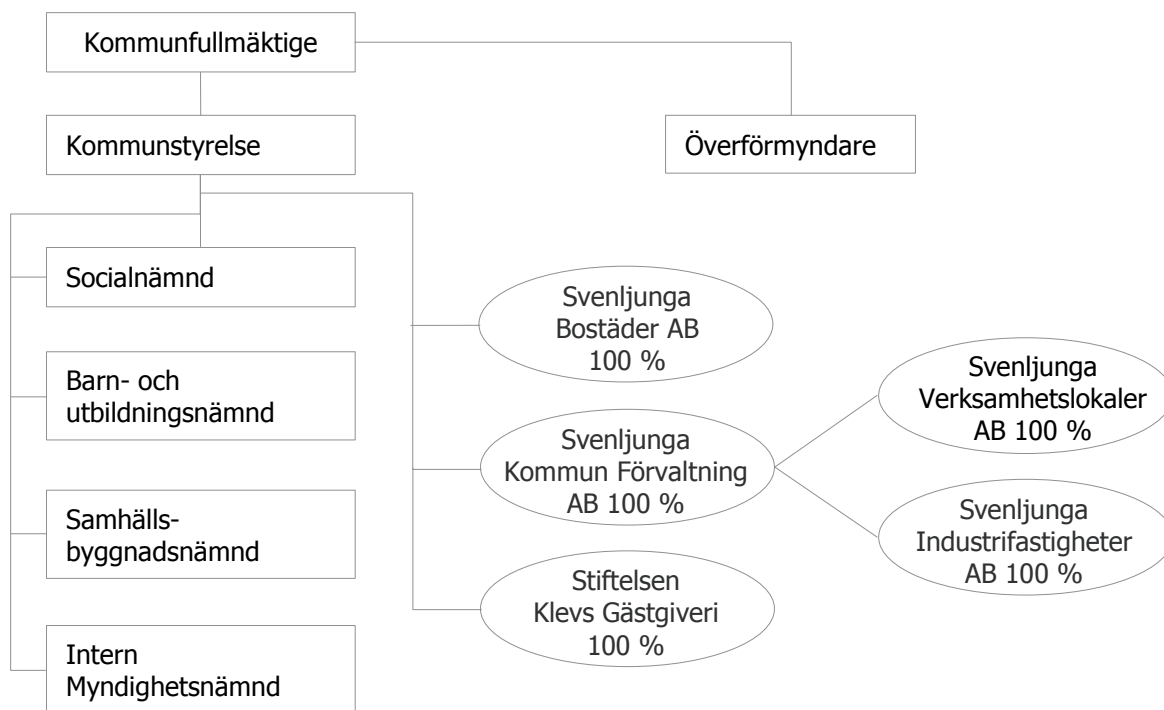 Kommunfullmäktige
Kommunstyrelse
Överförmyndare
Socialnämnd
Barn- och
utbildningsnämnd
Samhälls-
byggnadsnämnd
Intern
Myndighetsnämnd
Svenljunga
Bostäder AB
100 %
Svenljunga
Kommun Förvaltning
AB 100 %
Stiftelsen
Klevs Gästgiveri
100 %
Svenljunga
Verksamhetslokaler
AB 100 %
Svenljunga
Industrifastigheter
AB 100 %